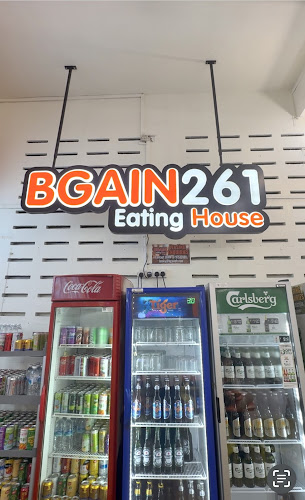 BGAIN261
Eating House
Coca-Cola
Tiger
Carlsberg